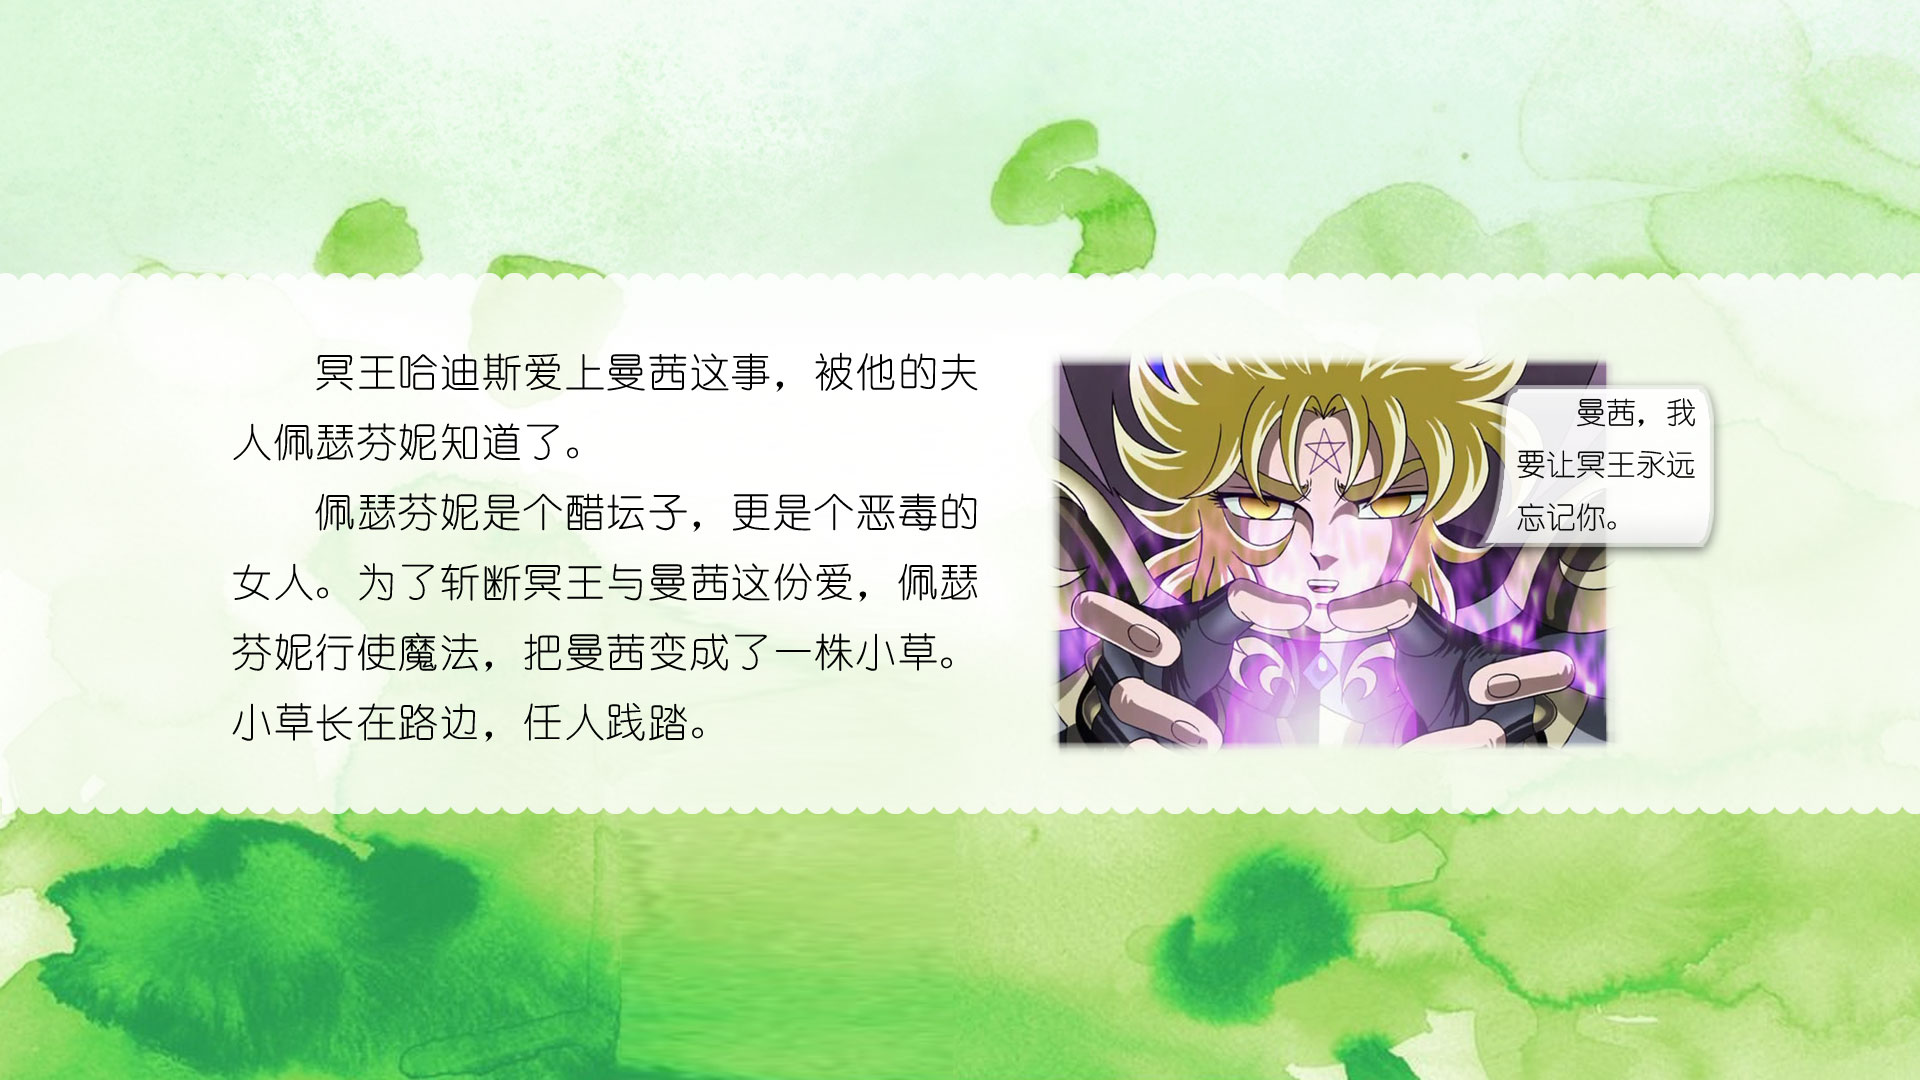 冥王哈迪斯爱上曼茜这事，被他的夫
人佩瑟芬妮知道了。
佩瑟芬妮是个醋坛子，更是个恶毒的
女人。为了斩断冥王与曼茜这份爱，佩瑟
芬妮行使魔法，把曼茜变成了一株小草。
小草长在路边，任人践踏。
曼茜，我
要让冥王永远
忘记你。